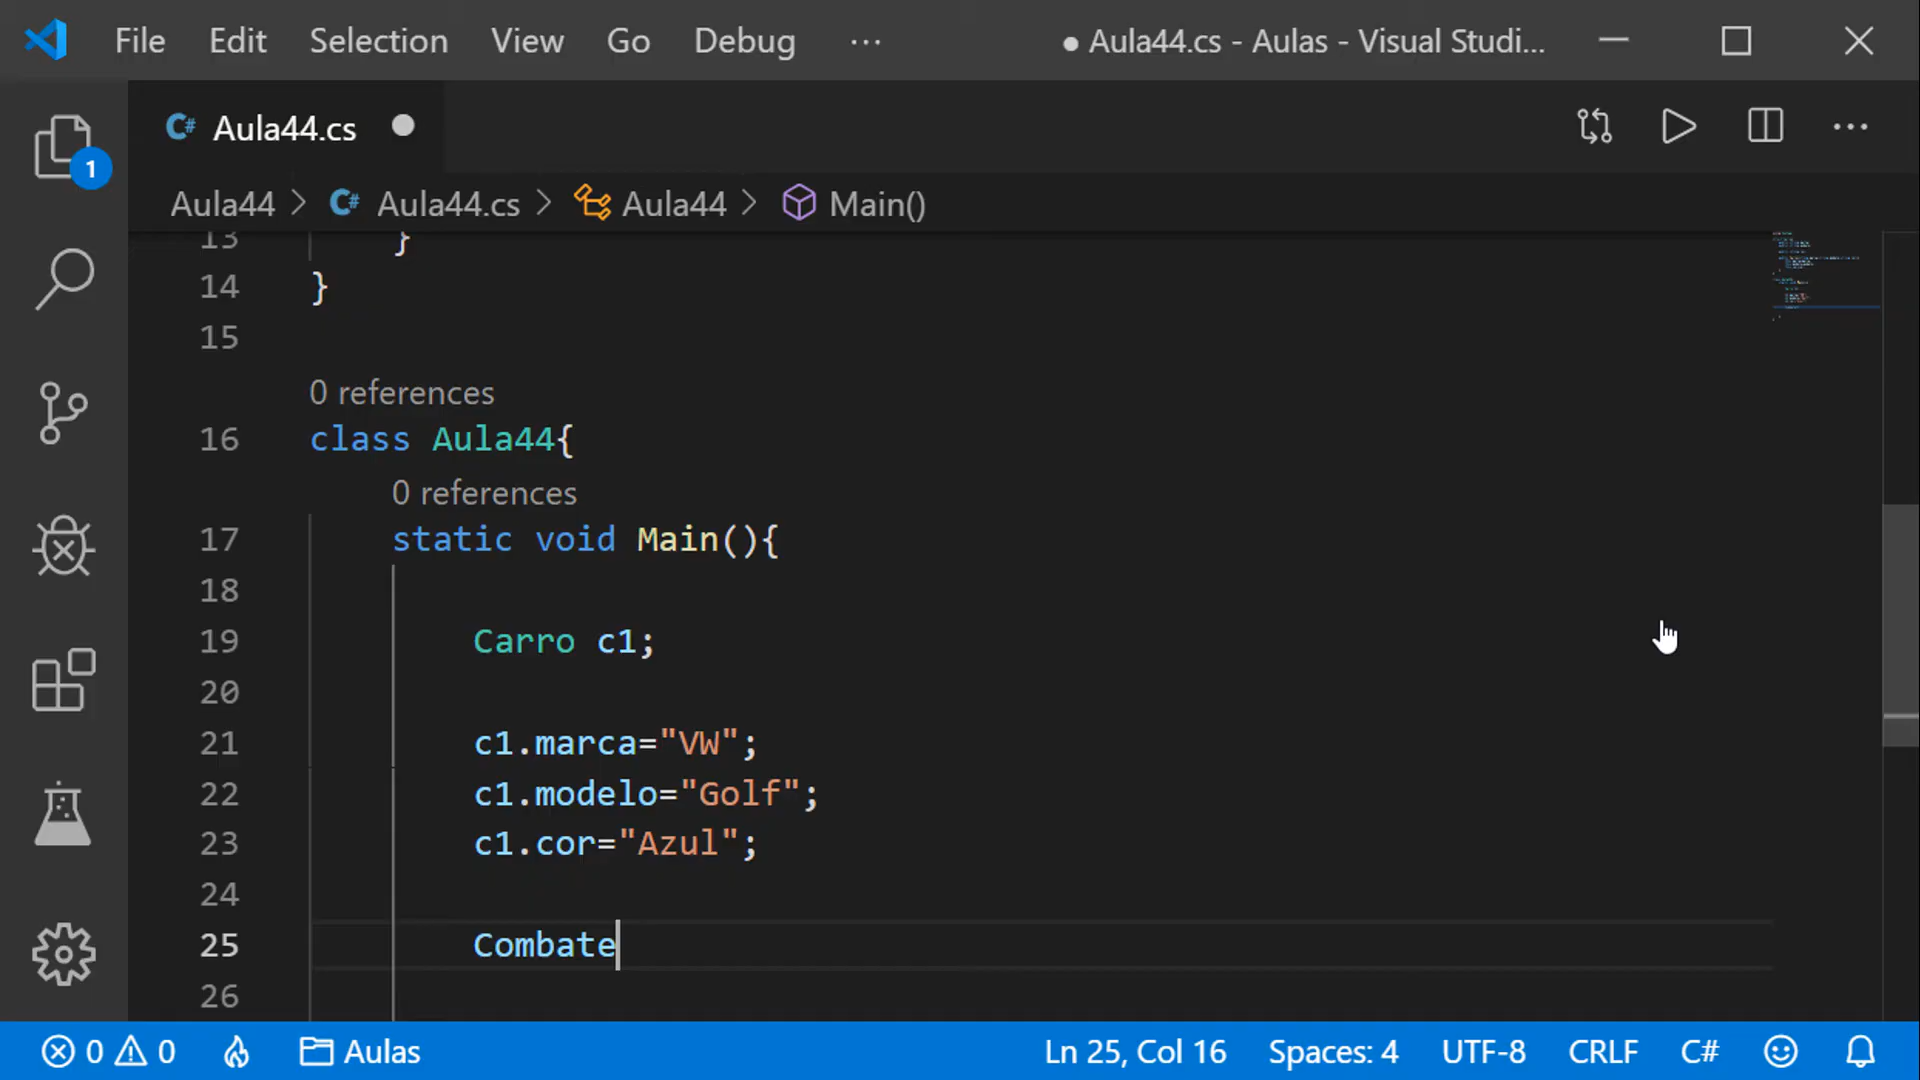 File Edit Selection View Go Debug ··· ● Aula44.cs - Aulas - Visual Studi...
C# Aula44.cs ●
1
Aula44 > C# Aula44.cs > Aula44 > Main()
13 }
14 }
15
0 references
16 class Aula44{
0 references
17 static void Main(){
18
19 Carro c1;
20
21 c1.marca="VW";
22 c1.modelo="Golf";
23 c1.cor="Azul";
24
25 Combate
26
0 0 Aulas Ln 25, Col 16 Spaces: 4 UTF-8 CRLF C#